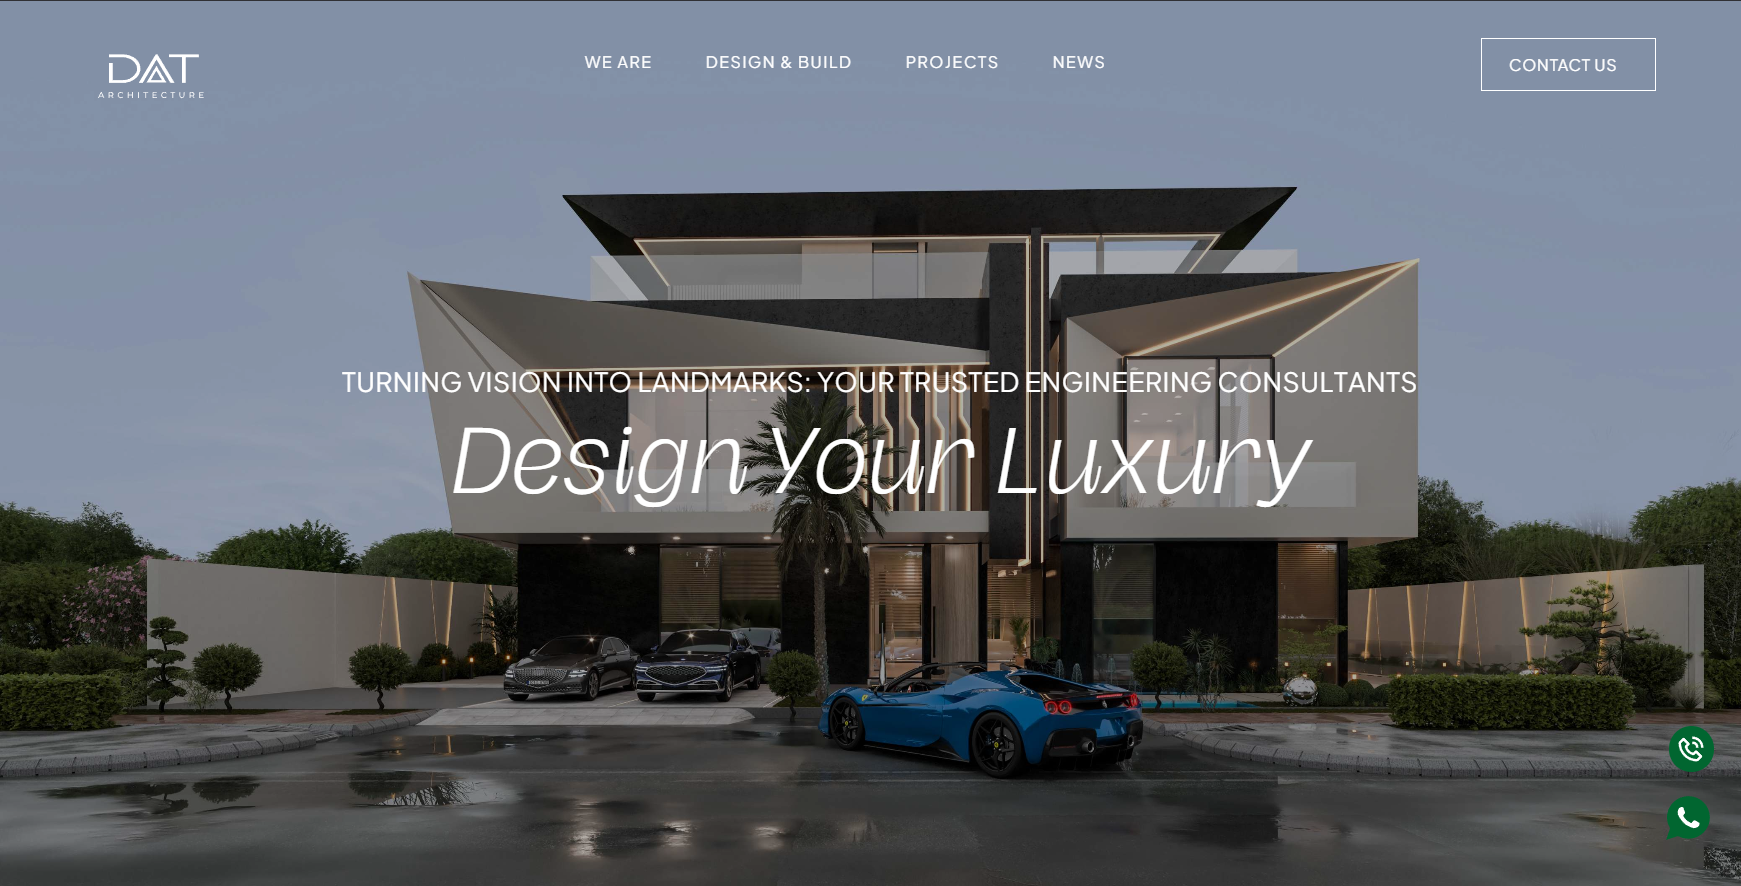 DAT
ARCHITECTURE
WE ARE
DESIGN & BUILD
PROJECTS
NEWS
CONTACT US
TURNING VISION INTO LANDMARKS: YOUR TRUSTED ENGINEERING CONSULTANTS
Design Your Luxury